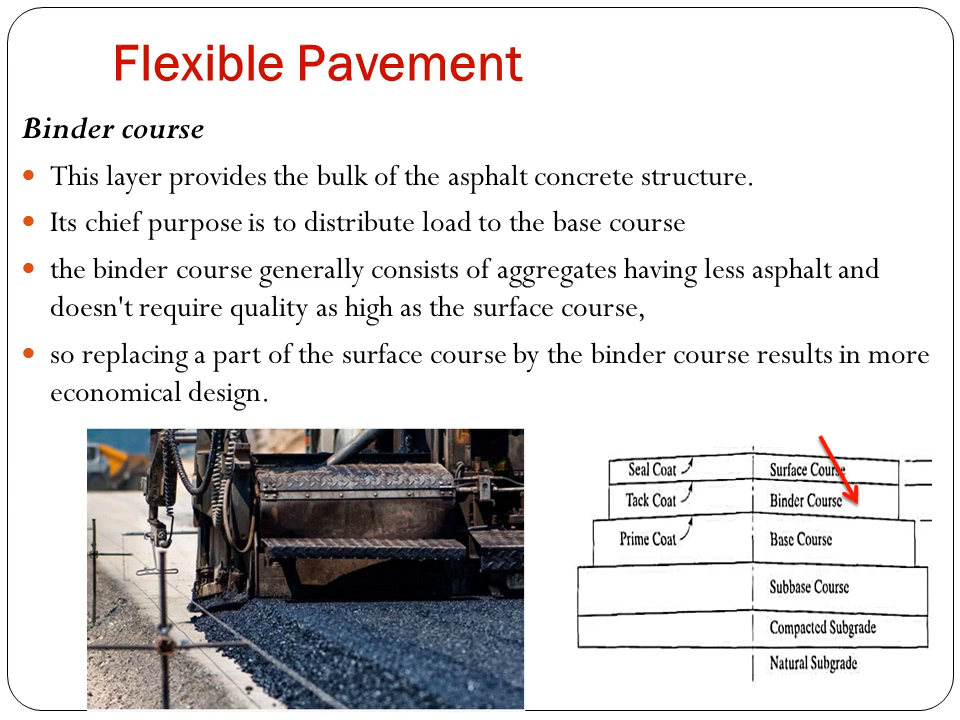 Flexible Pavement
Binder course
• This layer provides the bulk of the asphalt concrete structure.
• Its chief purpose is to distribute load to the base course
• the binder course generally consists of aggregates having less asphalt and
doesn't require quality as high as the surface course,
• so replacing a part of the surface course by the binder course results in more
economical design.
Seal Coat Surface Course
Tack Coat Binder Course
Prime Coat Base Course
Subbase Course
Compacted Subgrade
Natural Subgrade